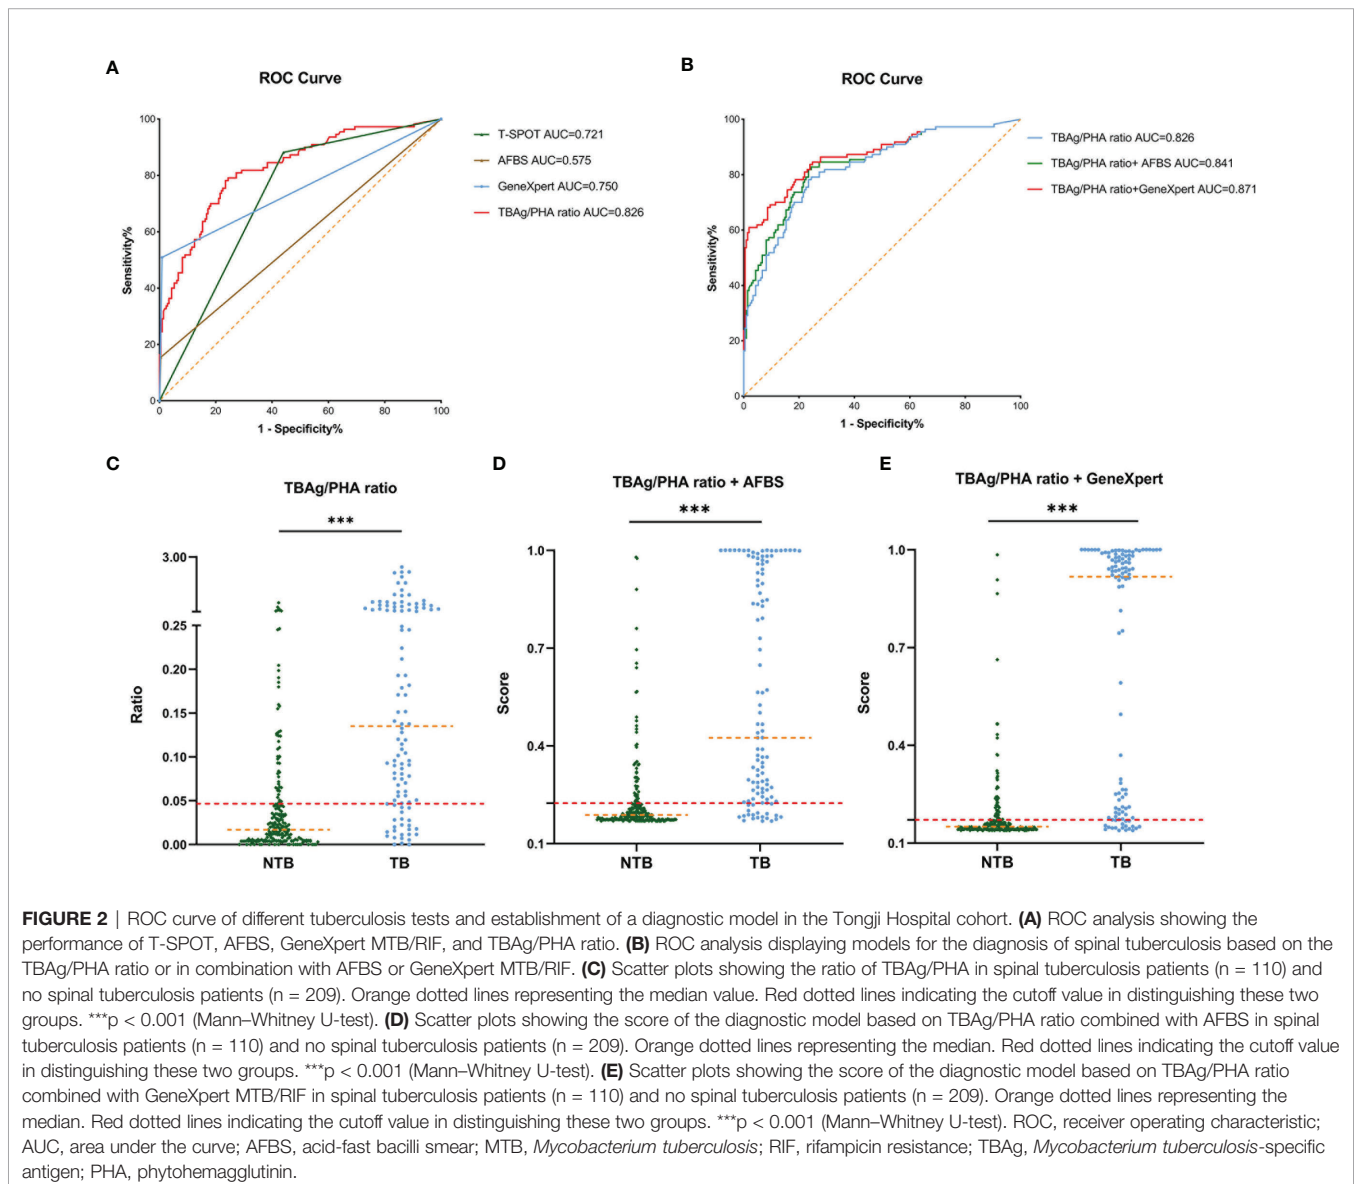 A
ROC Curve
Sensitivity%
100
80
60
40
20
0
0 20 40 60 80 100
1 - Specificity%
T-SPOT AUC=0.721
AFBS AUC=0.575
GeneXpert AUC=0.750
TBAg/PHA ratio AUC=0.826
B
ROC Curve
Sensitivity%
100
80
60
40
20
0
0 20 40 60 80 100
1 - Specificity%
TBAg/PHA ratio AUC=0.826
TBAg/PHA ratio+ AFBS AUC=0.841
TBAg/PHA ratio+GeneXpert AUC=0.871
C
TBAg/PHA ratio
***
Ratio
3.00
0.25
0.20
0.15
0.10
0.05
0.00
NTB TB
D
TBAg/PHA ratio + AFBS
***
Score
1.0
0.7
0.4
0.1
NTB TB
E
TBAg/PHA ratio + GeneXpert
***
Score
1.0
0.7
0.4
0.1
NTB TB
FIGURE 2 | ROC curve of different tuberculosis tests and establishment of a diagnostic model in the Tongji Hospital cohort. (A) ROC analysis showing the
performance of T-SPOT, AFBS, GeneXpert MTB/RIF, and TBAg/PHA ratio. (B) ROC analysis displaying models for the diagnosis of spinal tuberculosis based on the
TBAg/PHA ratio or in combination with AFBS or GeneXpert MTB/RIF. (C) Scatter plots showing the ratio of TBAg/PHA in spinal tuberculosis patients (n = 110) and
no spinal tuberculosis patients (n = 209). Orange dotted lines representing the median value. Red dotted lines indicating the cutoff value in distinguishing these two
groups. ***p < 0.001 (Mann–Whitney U-test). (D) Scatter plots showing the score of the diagnostic model based on TBAg/PHA ratio combined with AFBS in spinal
tuberculosis patients (n = 110) and no spinal tuberculosis patients (n = 209). Orange dotted lines representing the median. Red dotted lines indicating the cutoff value
in distinguishing these two groups. ***p < 0.001 (Mann–Whitney U-test). (E) Scatter plots showing the score of the diagnostic model based on TBAg/PHA ratio
combined with GeneXpert MTB/RIF in spinal tuberculosis patients (n = 110) and no spinal tuberculosis patients (n = 209). Orange dotted lines representing the
median. Red dotted lines indicating the cutoff value in distinguishing these two groups. ***p < 0.001 (Mann–Whitney U-test). ROC, receiver operating characteristic;
AUC, area under the curve; AFBS, acid-fast bacilli smear; MTB, Mycobacterium tuberculosis; RIF, rifampicin resistance; TBAg, Mycobacterium tuberculosis-specific
antigen; PHA, phytohemagglutinin.